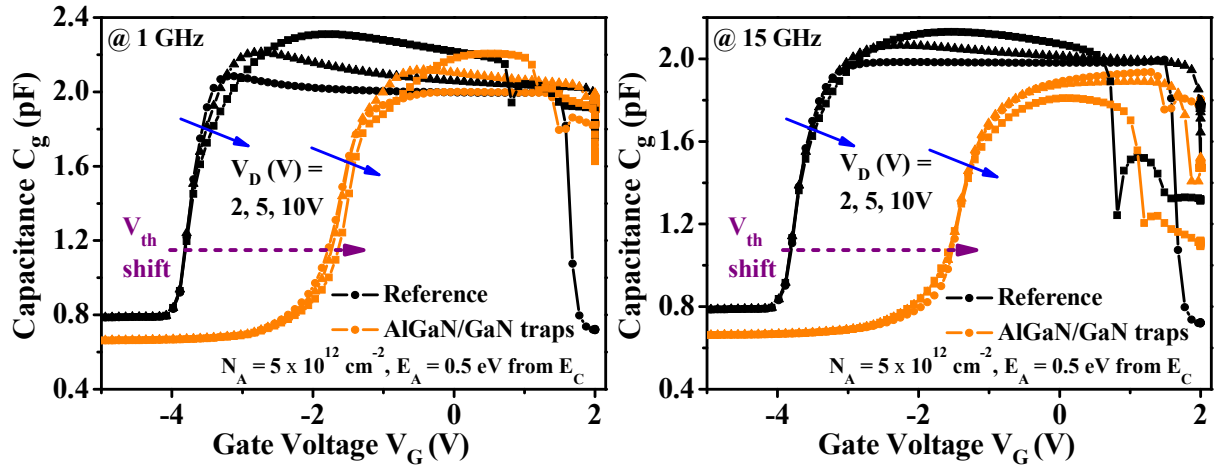 @ 1 GHz
2.4
2.0
1.6
1.2
0.8
0.4
Capacitance C_g (pF)
V_D (V) =
2, 5, 10V
V_th
shift
Reference
AlGaN/GaN traps
N_A = 5 x 10^12 cm^-2, E_A = 0.5 eV from E_C
-4 -2 0 2
Gate Voltage V_G (V)
@ 15 GHz
2.4
2.0
1.6
1.2
0.8
0.4
Capacitance C_g (pF)
V_D (V) =
2, 5, 10V
V_th
shift
Reference
AlGaN/GaN traps
N_A = 5 x 10^12 cm^-2, E_A = 0.5 eV from E_C
-4 -2 0 2
Gate Voltage V_G (V)